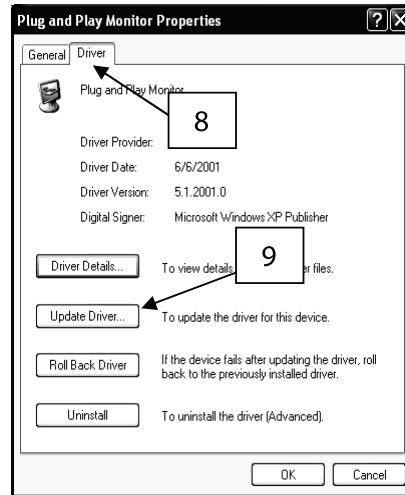 Plug and Play Monitor Properties
General Driver
Plug and Play Monitor
8
Driver Provider:
Driver Date: 6/6/2001
Driver Version: 5.1.2001.0
Digital Signer: Microsoft Windows XP Publisher
9
Driver Details... To view details er files.
Update Driver... To update the driver for this device.
Roll Back Driver If the device fails after updating the driver, roll
back to the previously installed driver.
Uninstall To uninstall the driver (Advanced).
OK Cancel